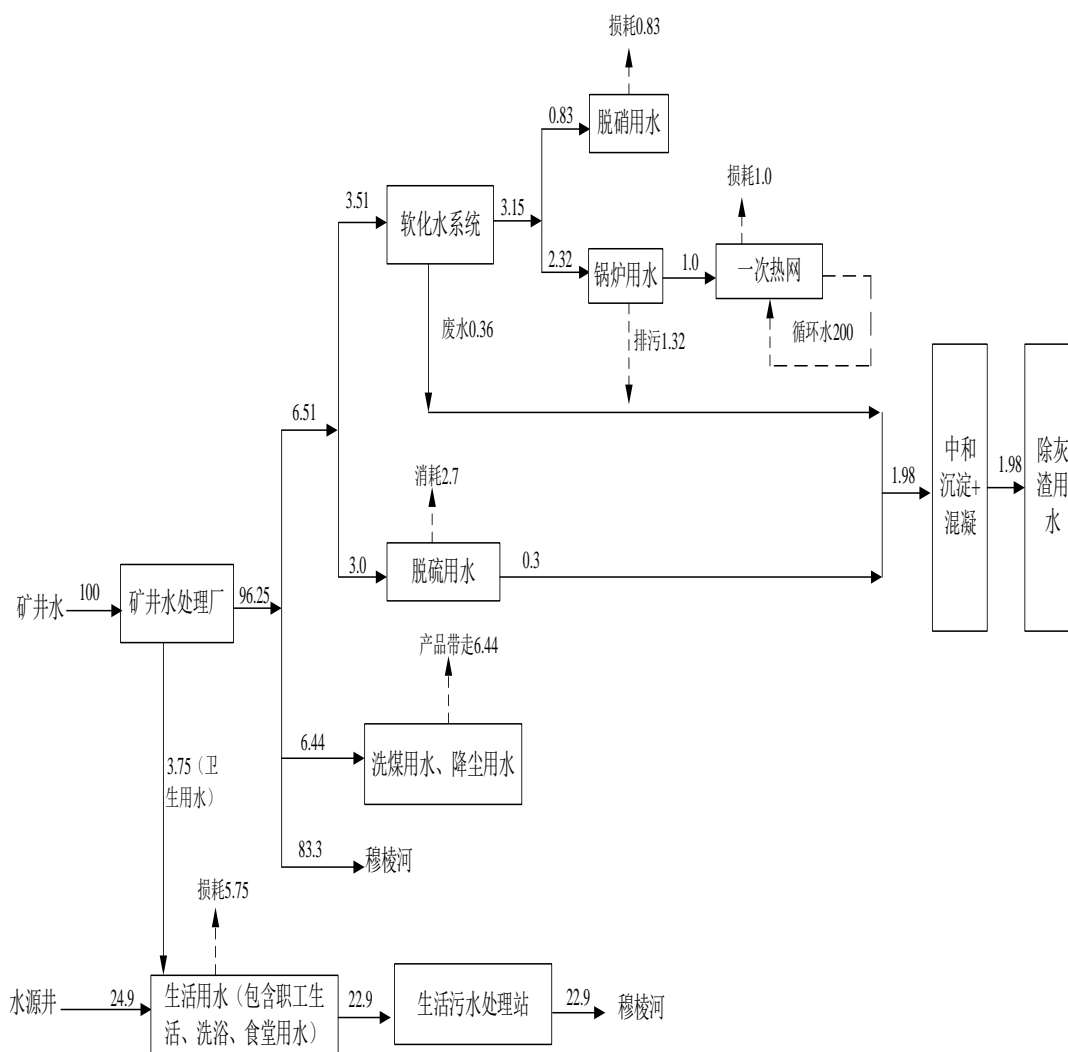 损耗0.83
0.83
脱硝用水
损耗1.0
3.51
软化水系统
3.15
2.32
锅炉用水
1.0
一次热网
循环水200
废水0.36
排污1.32
6.51
消耗2.7
3.0
脱硫用水
0.3
1.98
中和
沉淀+
混凝
1.98
除灰
渣用
水
矿井水
100
矿井水处理厂
96.25
产品带走6.44
6.44
洗煤用水、降尘用水
3.75（卫
生用水）
83.3
穆棱河
损耗5.75
水源井
24.9
生活用水（包含职工生
活、洗浴、食堂用水）
22.9
生活污水处理站
22.9
穆棱河